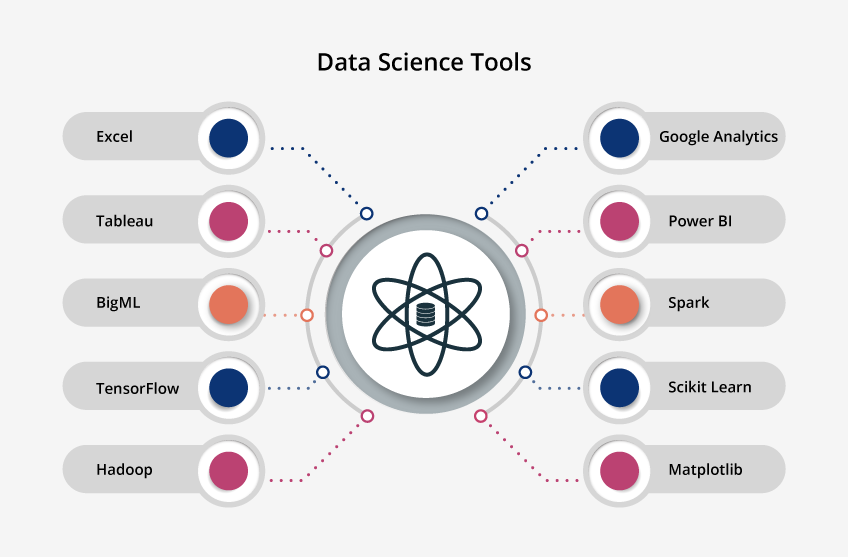 Data Science Tools
Excel
Tableau
BigML
TensorFlow
Hadoop
Google Analytics
Power BI
Spark
Scikit Learn
Matplotlib